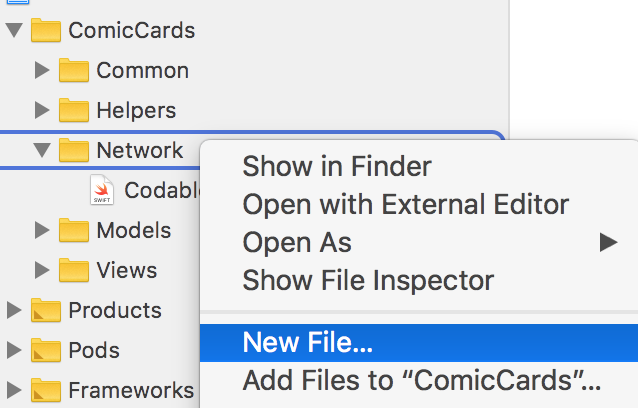 ComicCards
Common
Helpers
Network
SWIFT
Models
Views
Products
Pods
Frameworks
Show in Finder
Open with External Editor
Open As
Show File Inspector
New File...
Add Files to “ComicCards”...